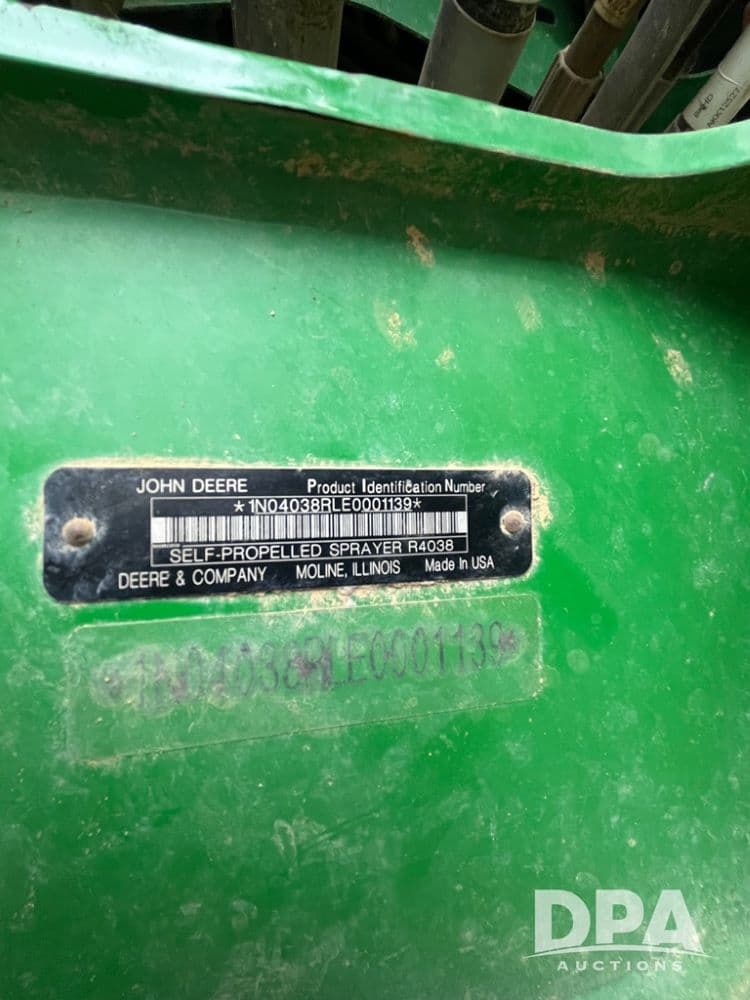 JOHN DEERE Product Identification Number
*1N04038RLE0001139*
SELF-PROPELLED SPRAYER R4038
DEERE & COMPANY MOLINE, ILLINOIS Made In USA
*1N04038RLE0001139*
DPA
AUCTIONS